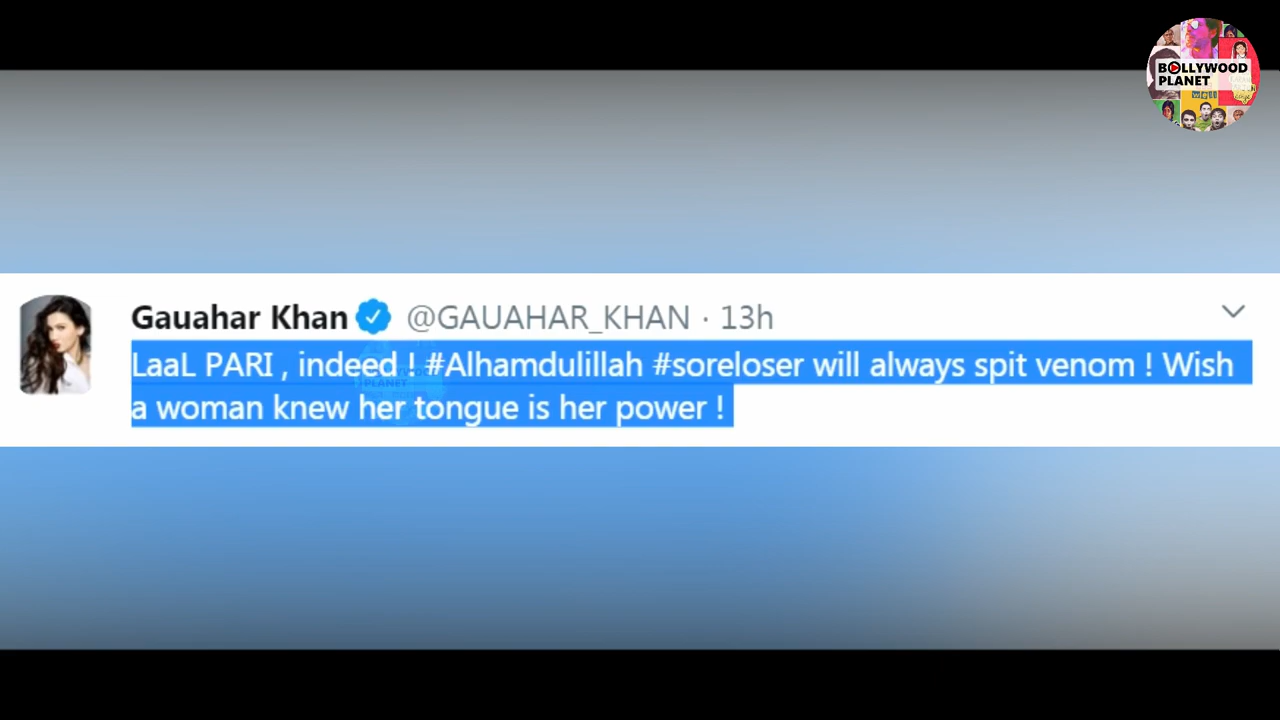 BOLLYWOOD
PLANET
Gauahar Khan @GAUAHAR_KHAN · 13h
LaaL PARI , indeed ! #Alhamdulillah #soreloser will always spit venom ! Wish
a woman knew her tongue is her power !